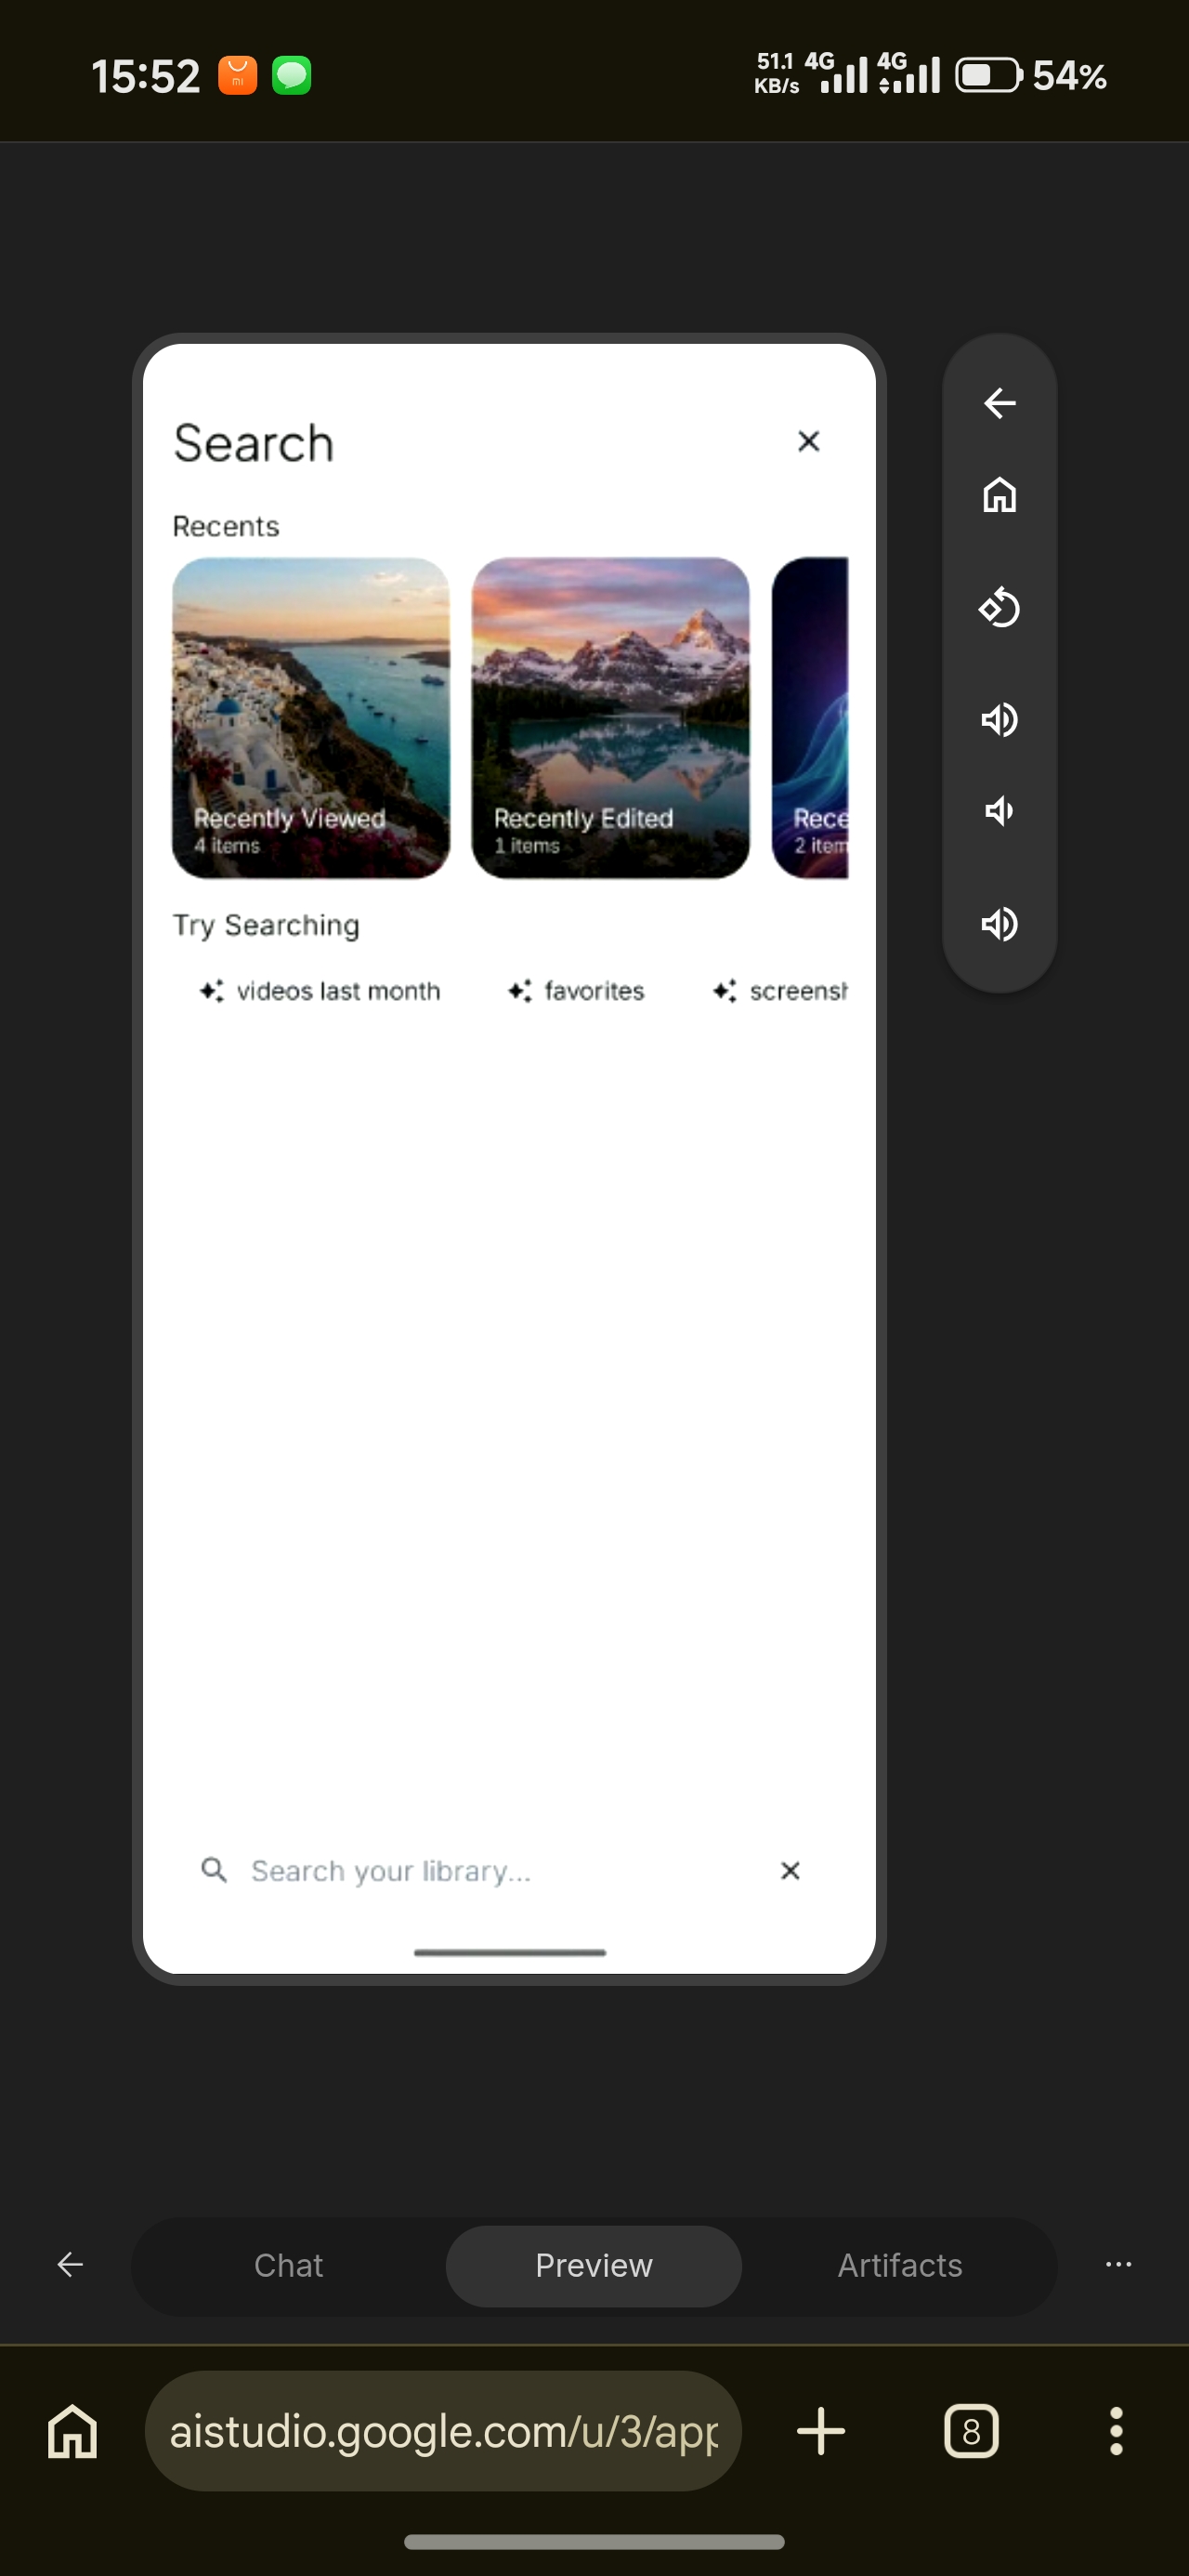 15:52
51.1 KB/s 4G 4G 54%
Search
Recents
Recently Viewed
4 items
Recently Edited
1 items
Rece
2 item
Try Searching
videos last month
favorites
screensh
Search your library...
Chat
Preview
Artifacts
aistudio.google.com/u/3/app
8